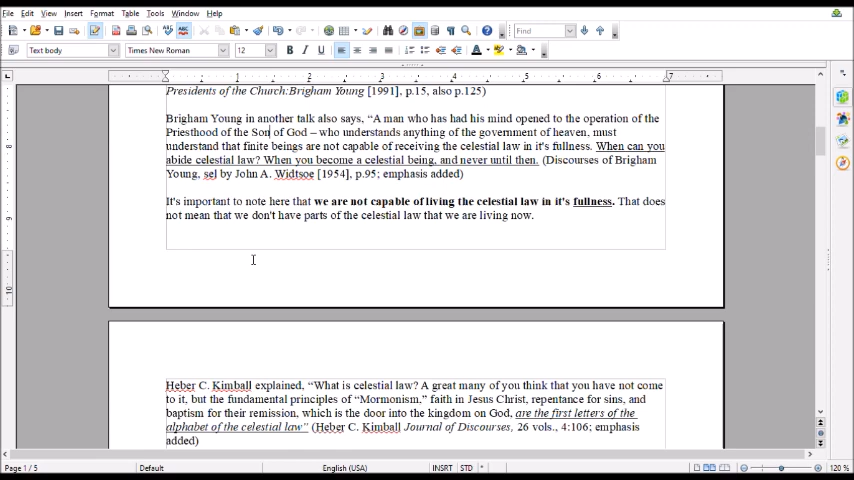 File Edit View Insert Format Table Tools Window Help
Find
Text body Times New Roman 12
1 2 3 4 5 6 7
Presidents of the Church:Brigham Young [1991], p.15, also p.125)
Brigham Young in another talk also says, “A man who has had his mind opened to the operation of the
Priesthood of the Son of God – who understands anything of the government of heaven, must
understand that finite beings are not capable of receiving the celestial law in it's fullness. When can you
abide celestial law? When you become a celestial being, and never until then. (Discourses of Brigham
Young, sel by John A. Widtsoe [1954], p.95; emphasis added)
It's important to note here that we are not capable of living the celestial law in it's fullness. That does
not mean that we don't have parts of the celestial law that we are living now.
8
9
10
Heber C. Kimball explained, “What is celestial law? A great many of you think that you have not come
to it, but the fundamental principles of “Mormonism,” faith in Jesus Christ, repentance for sins, and
baptism for their remission, which is the door into the kingdom on God, are the first letters of the
alphabet of the celestial law” (Heber C. Kimball Journal of Discourses, 26 vols., 4:106; emphasis
added)
Page 1 / 5 Default English (USA) INSRT STD * 120 %